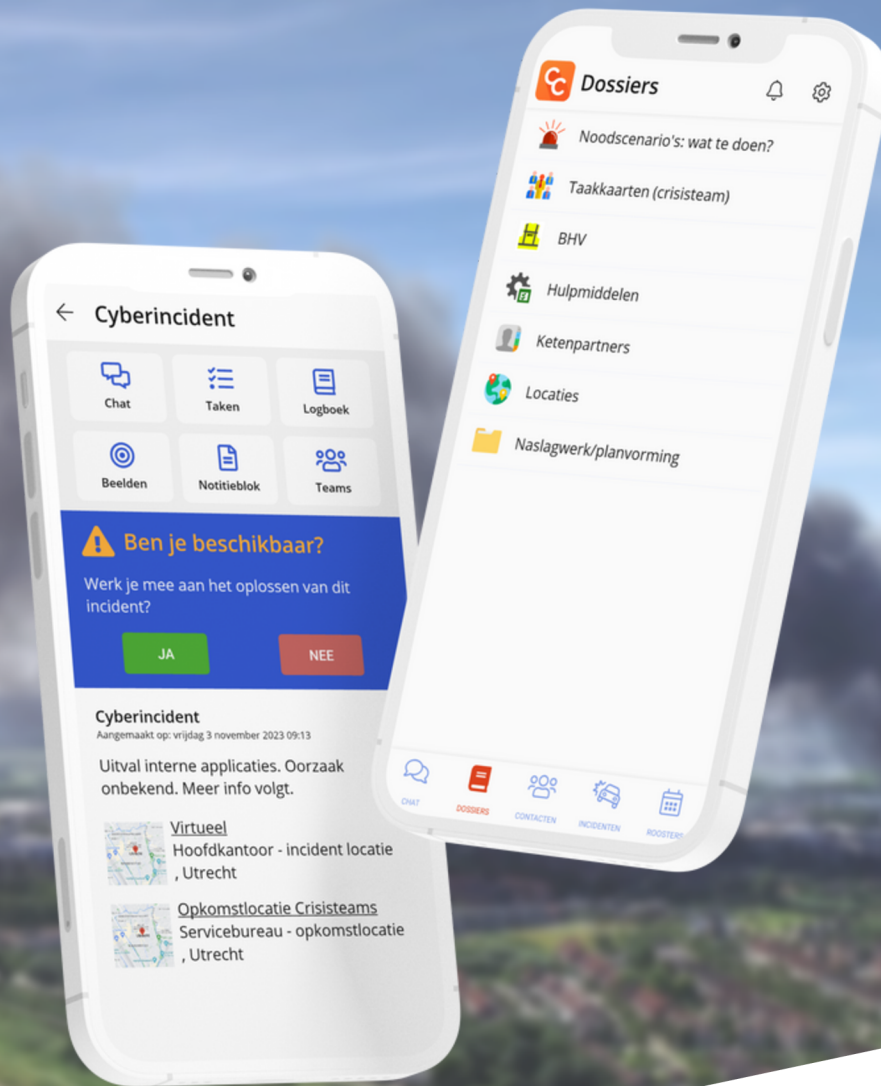 Cyberincident
Chat
Taken
Logboek
Beelden
Notitieblok
Teams
Ben je beschikbaar?
Werk je mee aan het oplossen van dit
incident?
JA
NEE
Cyberincident
Aangemaakt op: vrijdag 3 november 2023 09:13
Uitval interne applicaties. Oorzaak
onbekend. Meer info volgt.
Virtueel
Hoofdkantoor - incident locatie
, Utrecht
Opkomstlocatie Crisisteams
Servicebureau - opkomstlocatie
, Utrecht
CC
Dossiers
Noodscenario's: wat te doen?
Taakkaarten (crisisteam)
BHV
Hulpmiddelen
Ketenpartners
Locaties
Naslagwerk/planvorming
CHAT
DOSSIERS
CONTACTEN
INCIDENTEN
ROOSTERS